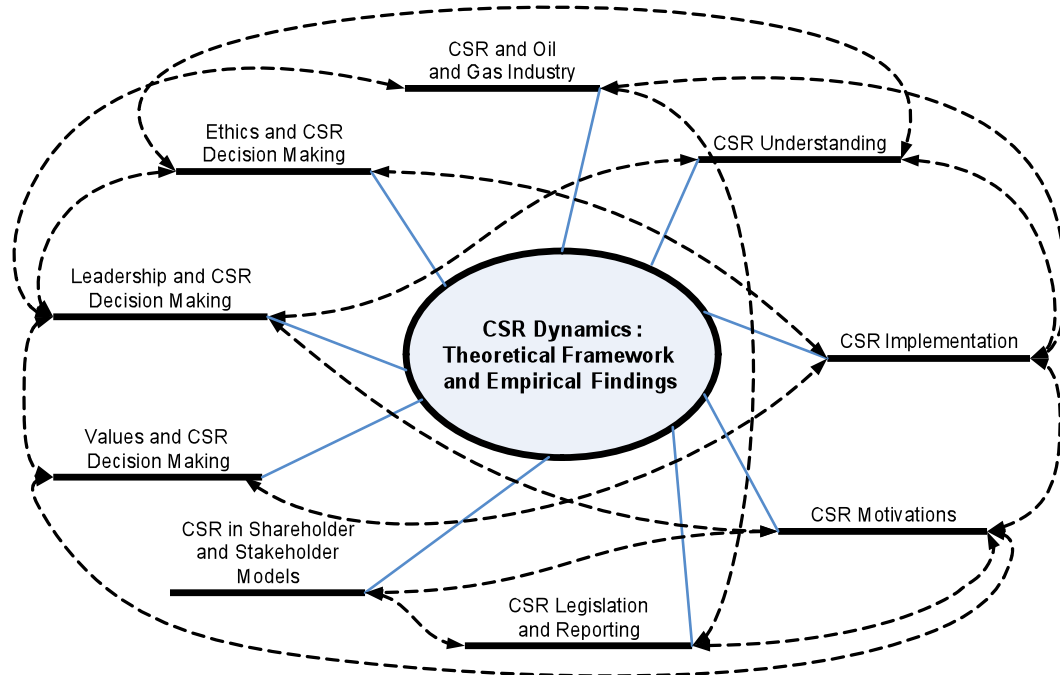 CSR and Oil
and Gas Industry
Ethics and CSR
Decision Making
CSR Understanding
Leadership and CSR
Decision Making
CSR Dynamics :
Theoretical Framework
and Empirical Findings
CSR Implementation
Values and CSR
Decision Making
CSR in Shareholder
and Stakeholder
Models
CSR Motivations
CSR Legislation
and Reporting